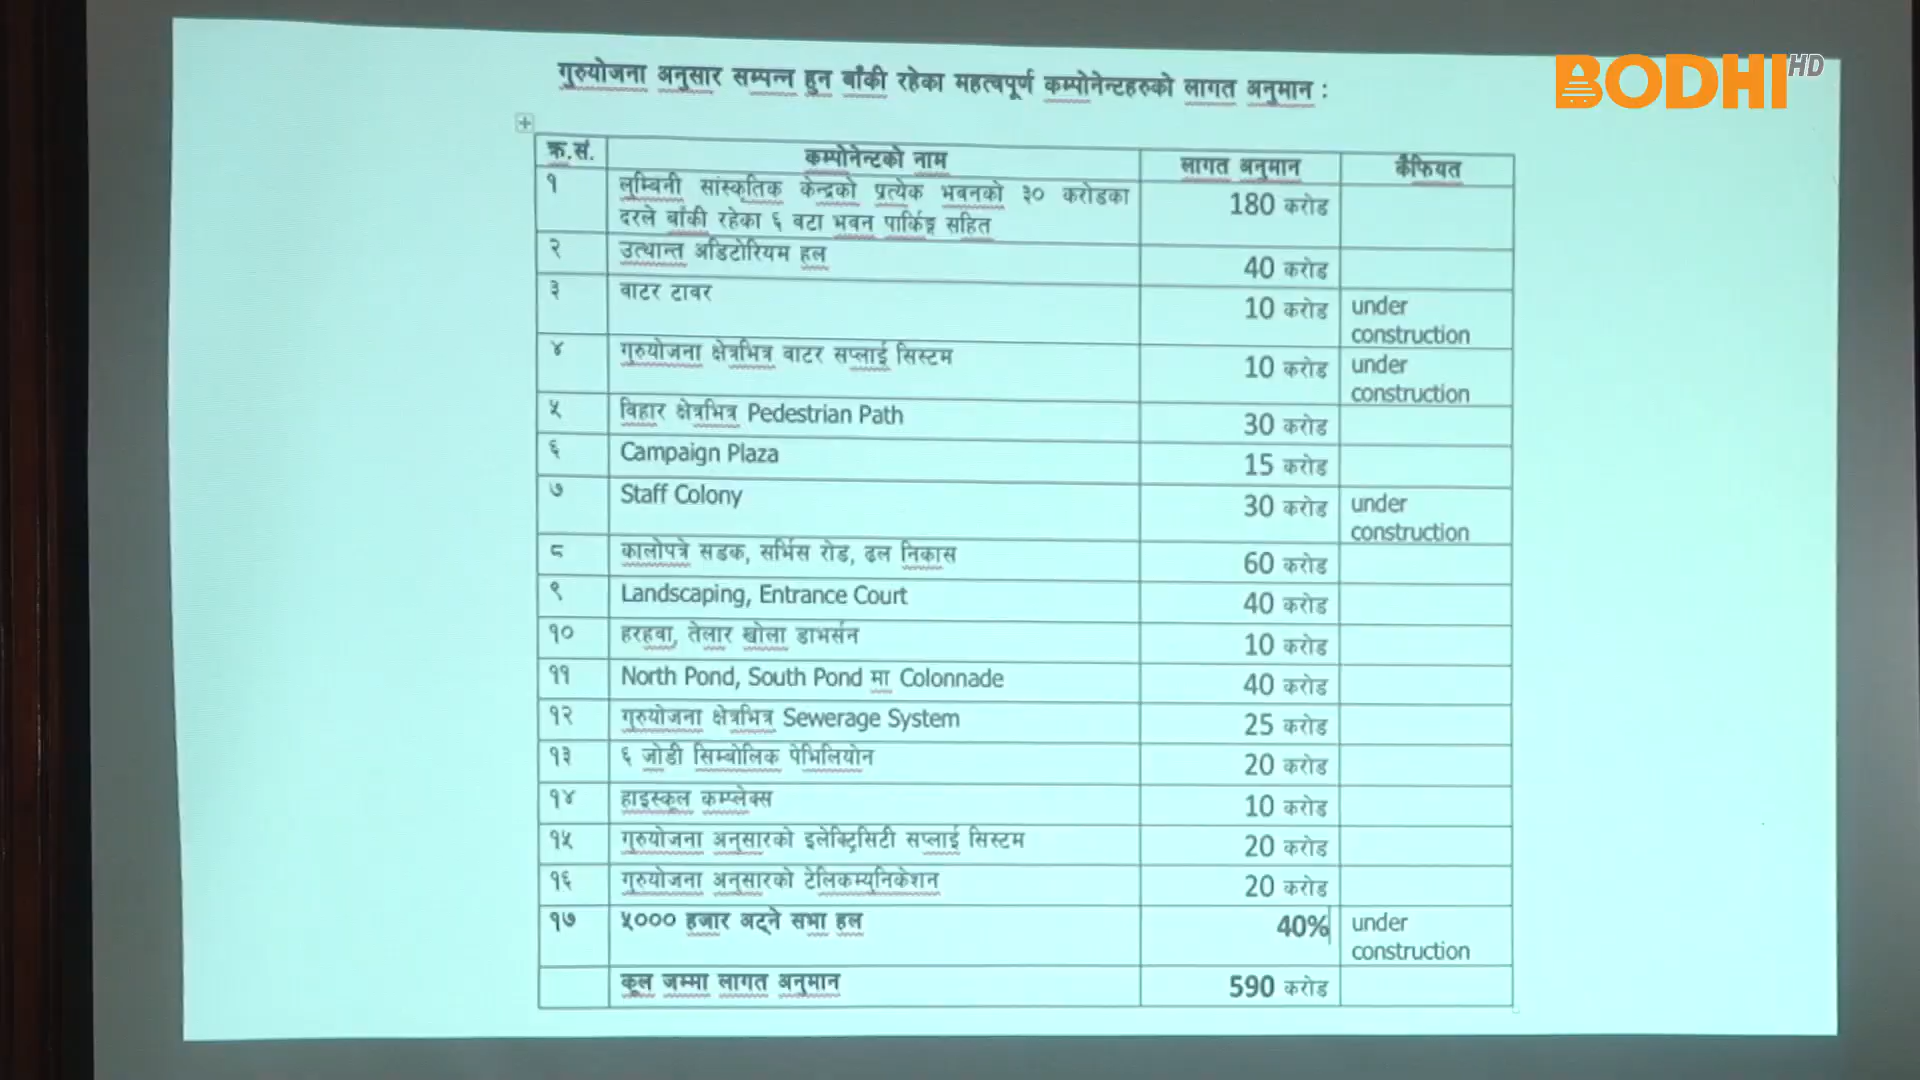 BODHI HD
गुरुयोजना अनुसार सम्पन्न हुन बाँकी रहेका महत्वपूर्ण कम्पोनेन्टहरुको लागत अनुमान :
क्र.सं. कम्पोनेन्टको नाम लागत अनुमान कैफियत
१ लुम्बिनी सांस्कृतिक केन्द्रको प्रत्येक भवनको ३० करोडका 180 करोड
दरले बाँकी रहेका ६ वटा भवन पार्किङ्ग सहित
२ उत्थान्त अडिटोरियम हल 40 करोड
३ वाटर टावर 10 करोड under
construction
४ गुरुयोजना क्षेत्रभित्र वाटर सप्लाई सिस्टम 10 करोड under
construction
५ विहार क्षेत्रभित्र Pedestrian Path 30 करोड
६ Campaign Plaza 15 करोड
७ Staff Colony 30 करोड under
construction
८ कालोपत्रे सडक, सर्भिस रोड, ढल निकास 60 करोड
९ Landscaping, Entrance Court 40 करोड
१० हरहवा, तेलार खोला डाभर्सन 10 करोड
११ North Pond, South Pond मा Colonnade 40 करोड
१२ गुरुयोजना क्षेत्रभित्र Sewerage System 25 करोड
१३ ६ जोडी सिम्बोलिक पेभिलियोन 20 करोड
१४ हाइस्कूल कम्प्लेक्स 10 करोड
१५ गुरुयोजना अनुसारको इलेक्ट्रिसिटी सप्लाई सिस्टम 20 करोड
१६ गुरुयोजना अनुसारको टेलिकम्युनिकेशन 20 करोड
१७ ५००० हजार अट्ने सभा हल 40% under
construction
कूल जम्मा लागत अनुमान 590 करोड